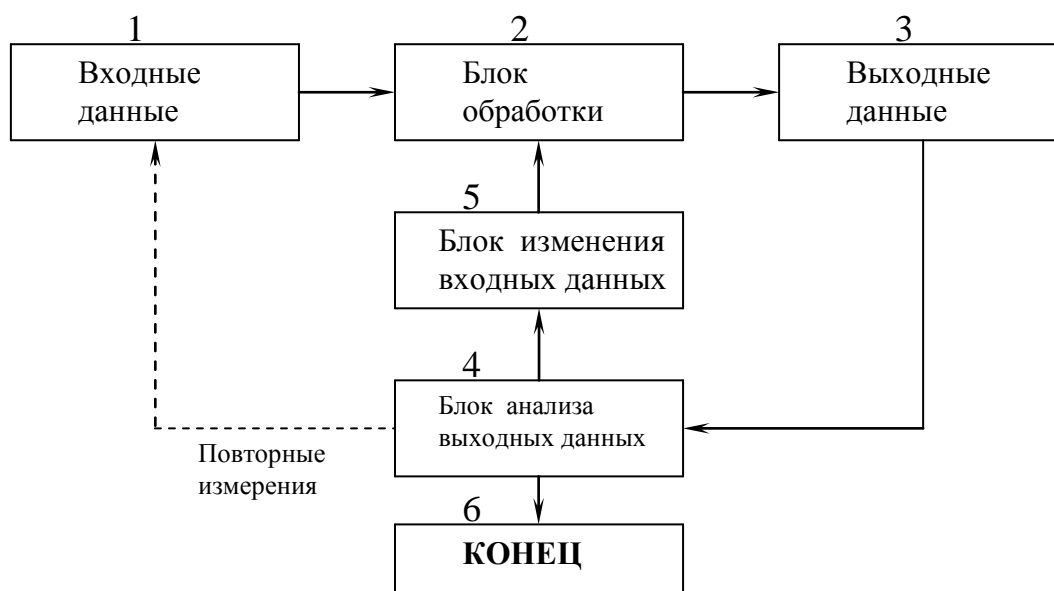 1
Входные
данные
2
Блок
обработки
3
Выходные
данные
5
Блок изменения
входных данных
4
Блок анализа
выходных данных
Повторные
измерения
6
КОНЕЦ